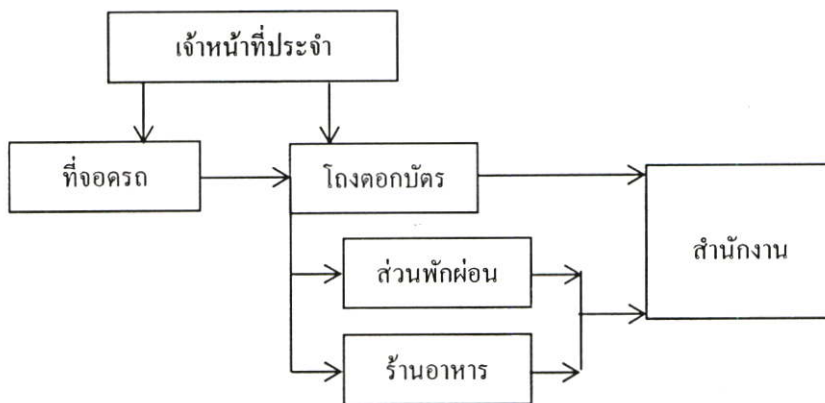 เจ้าหน้าที่ประจำ
ที่จอดรถ
โถงตอกบัตร
สำนักงาน
ส่วนพักผ่อน
ร้านอาหาร